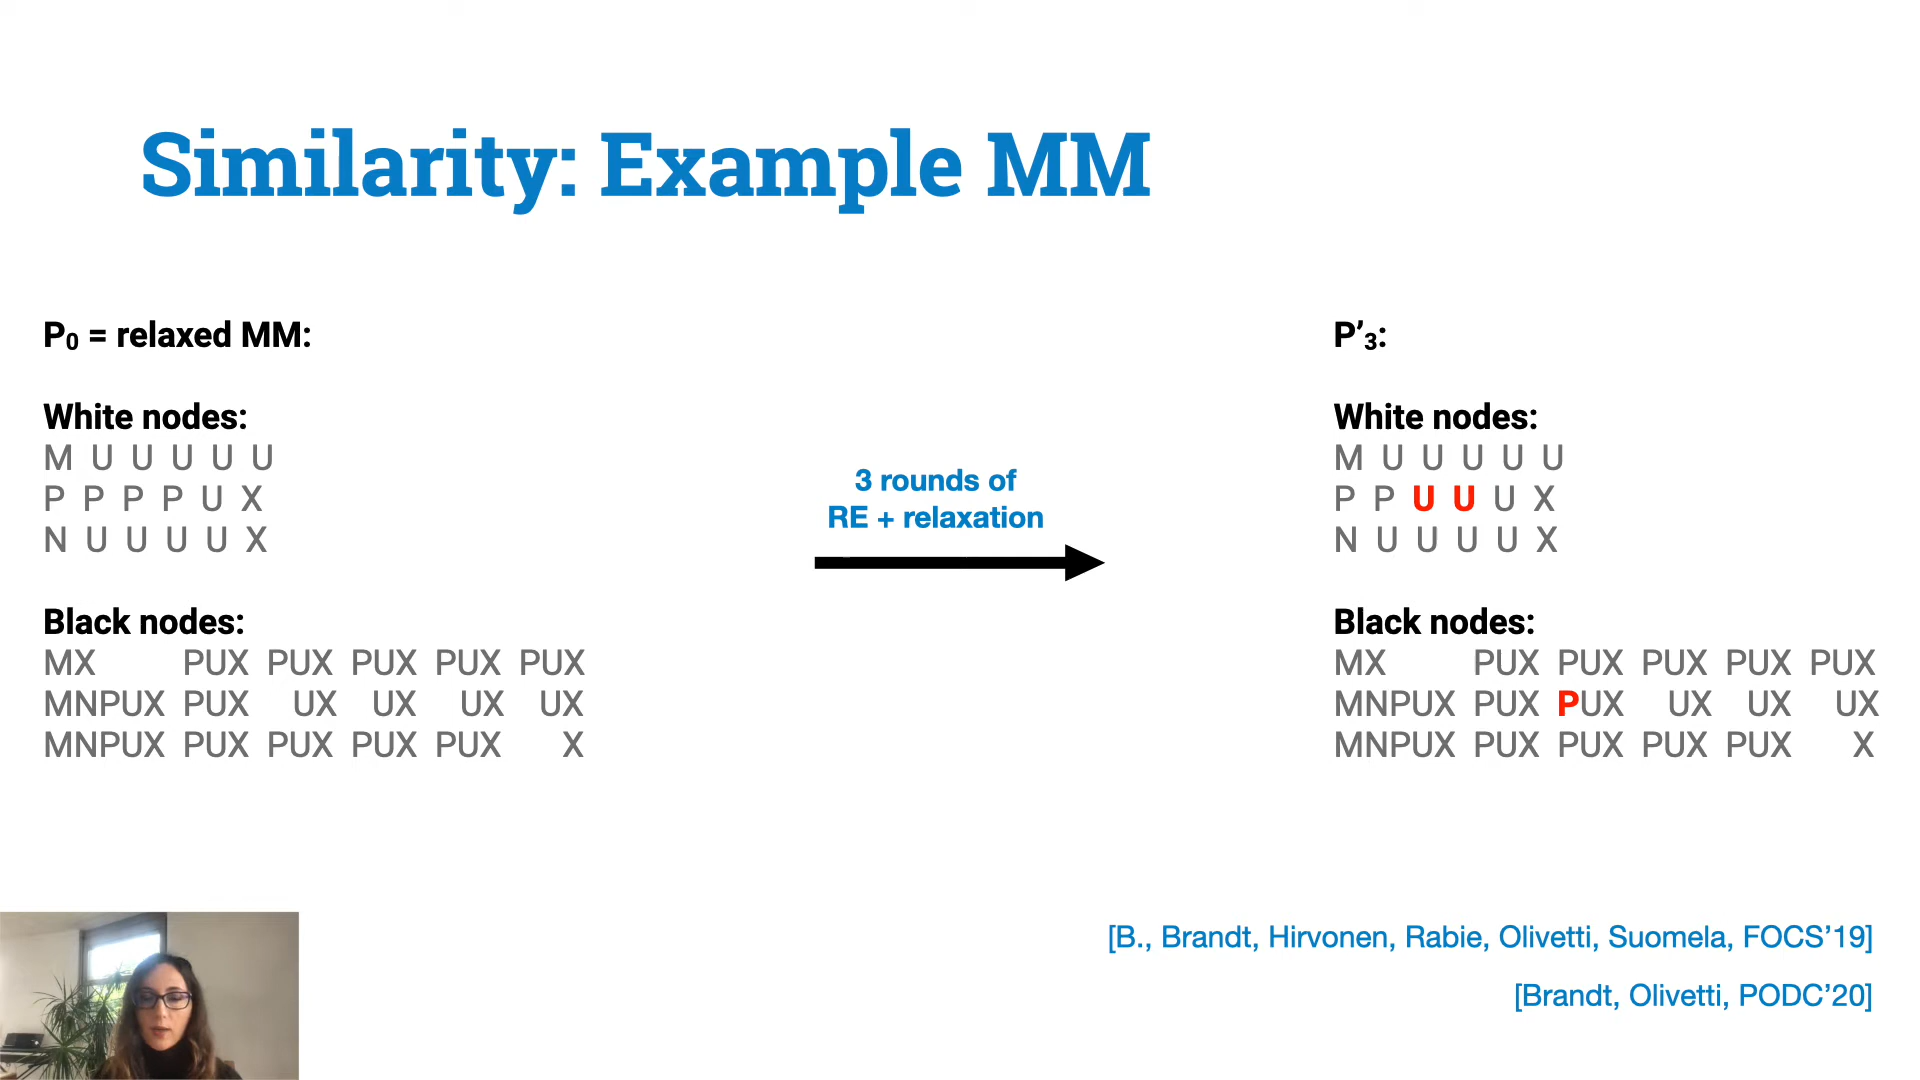 Similarity: Example MM
P₀ = relaxed MM:
White nodes:
M U U U U U
P P P P U X
N U U U U X
Black nodes:
MX PUX PUX PUX PUX PUX
MNPUX PUX UX UX UX UX
MNPUX PUX PUX PUX PUX X
3 rounds of
RE + relaxation
P’₃:
White nodes:
M U U U U U
P P U U U X
N U U U U X
Black nodes:
MX PUX PUX PUX PUX PUX
MNPUX PUX PUX UX UX UX
MNPUX PUX PUX PUX PUX X
[B., Brandt, Hirvonen, Rabie, Olivetti, Suomela, FOCS’19]
[Brandt, Olivetti, PODC’20]